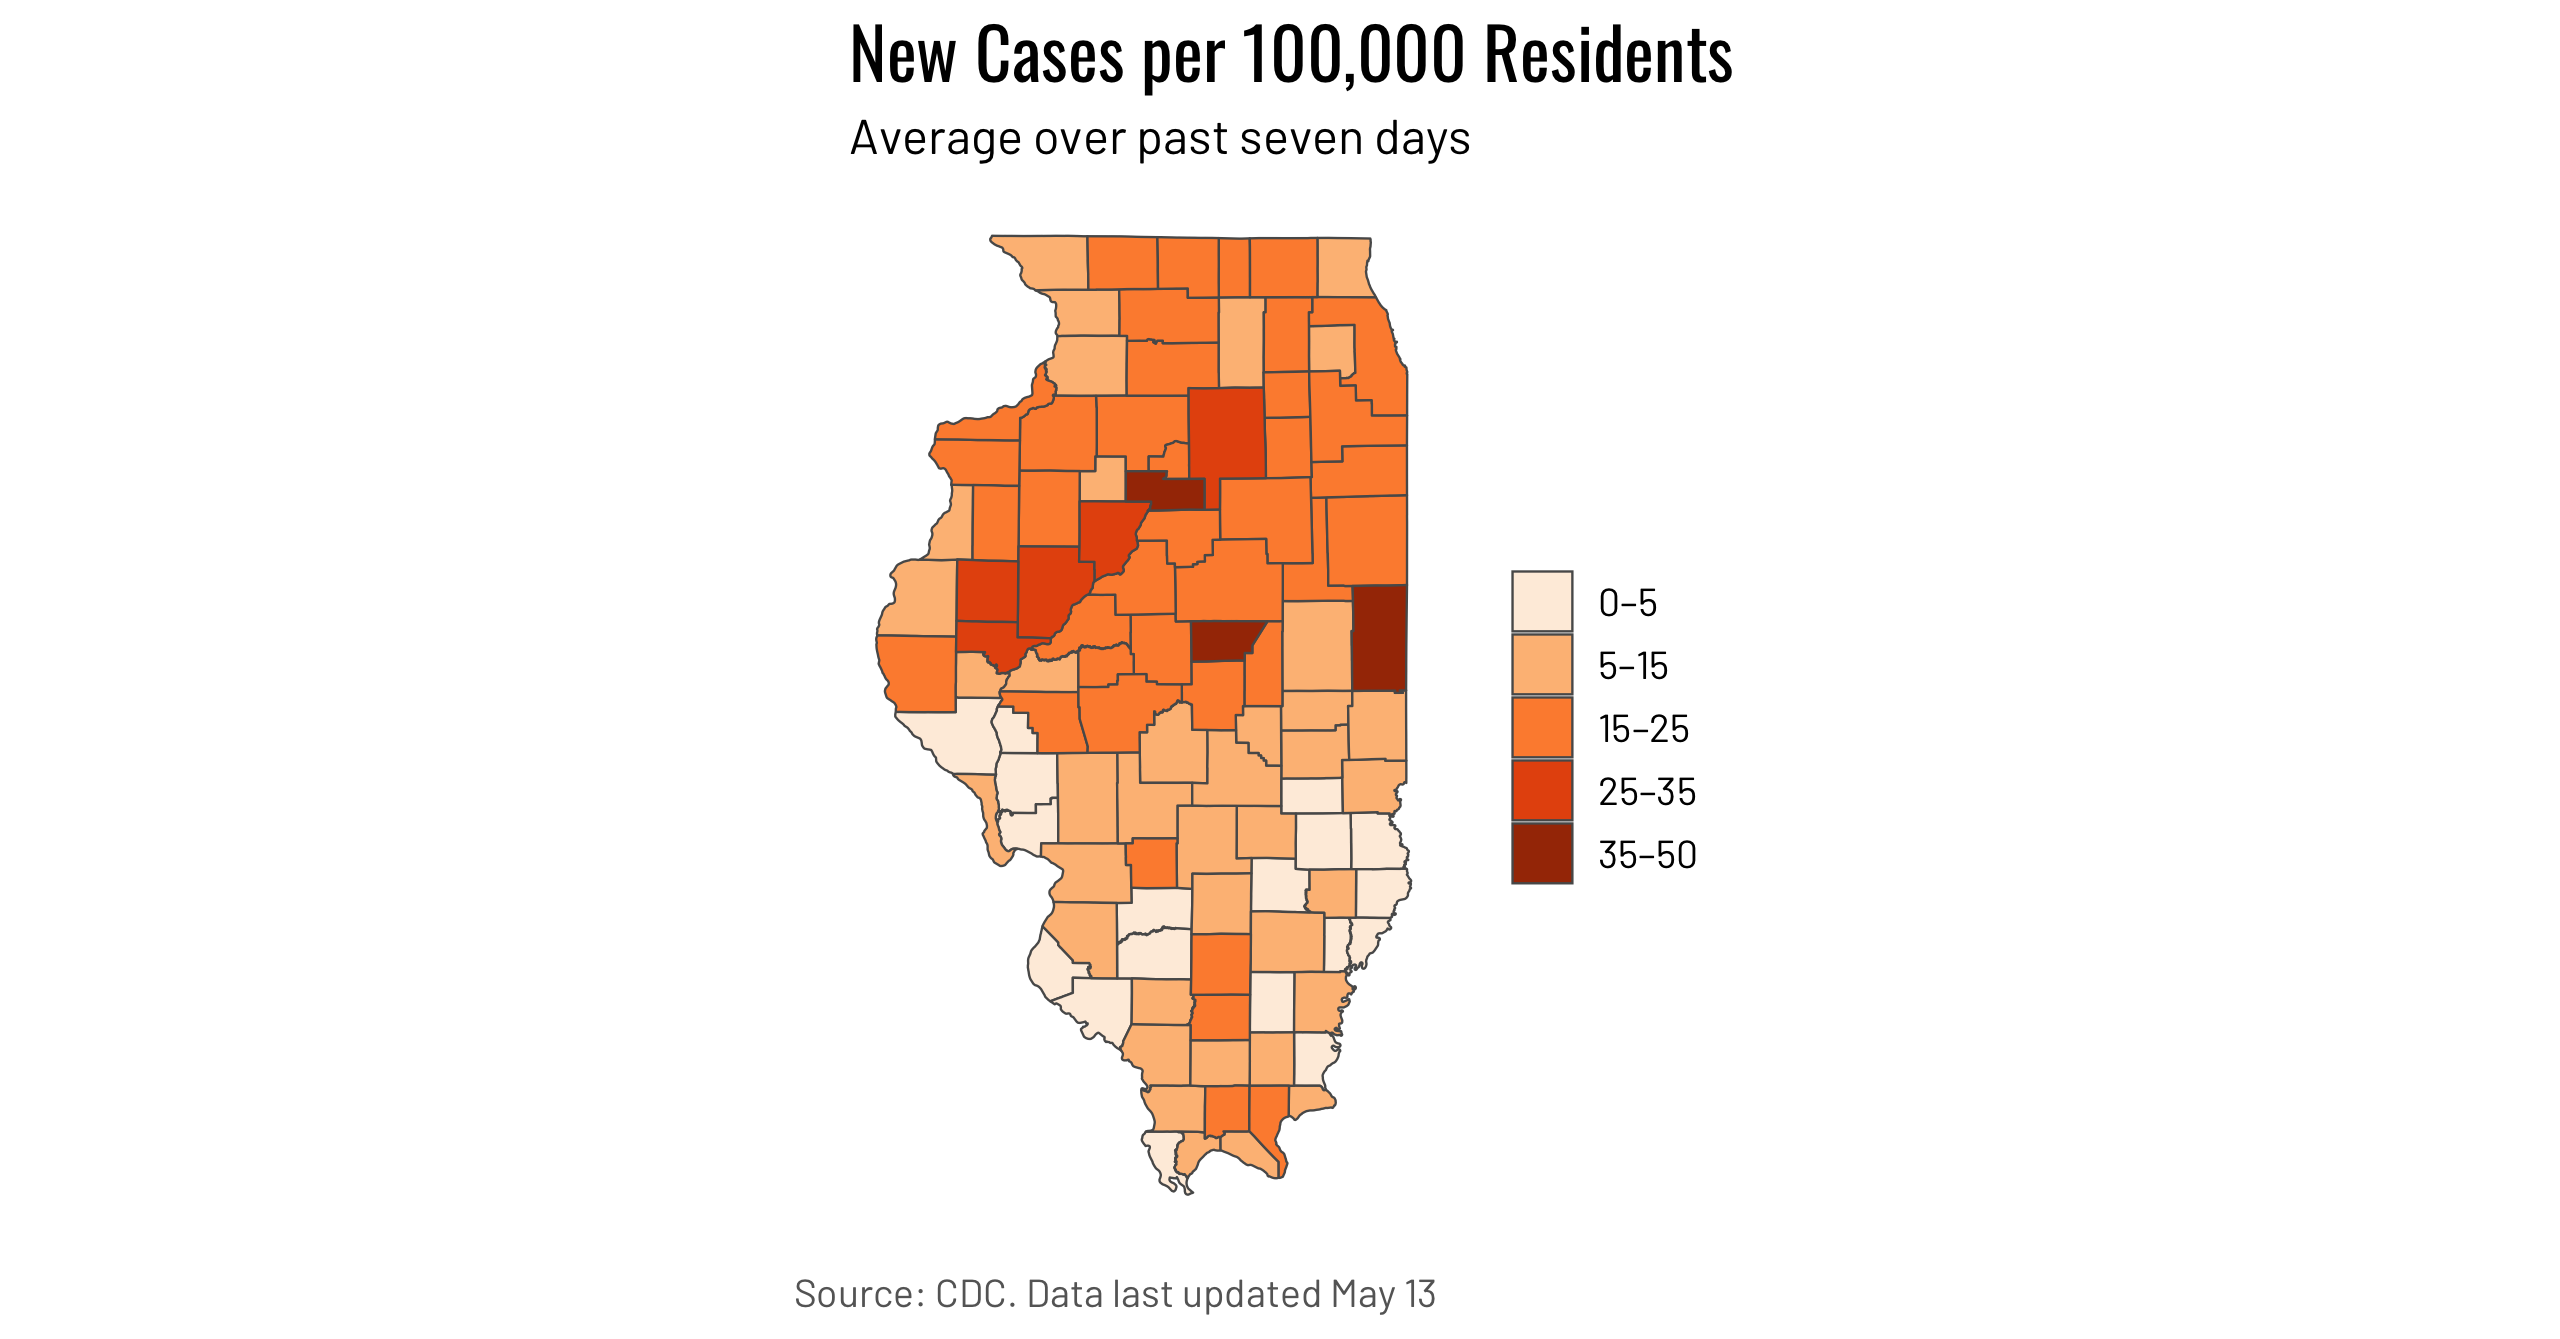 New Cases per 100,000 Residents
Average over past seven days
0–5
5–15
15–25
25–35
35–50
Source: CDC. Data last updated May 13